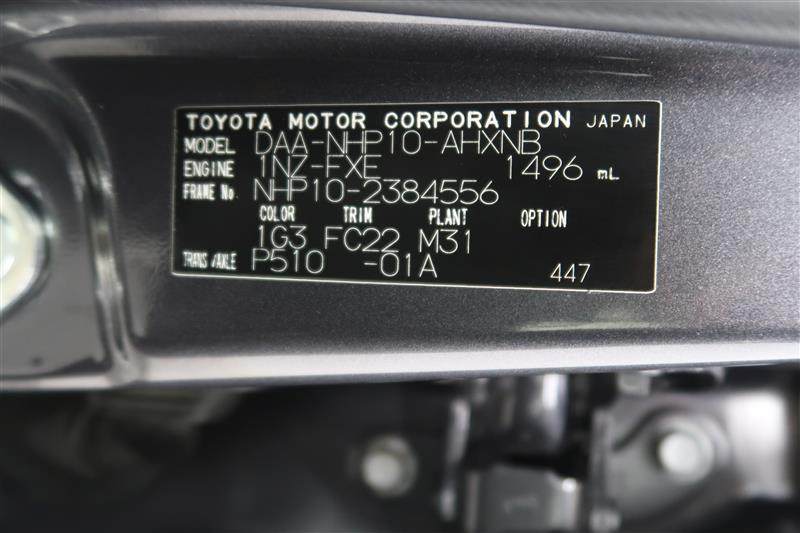 TOYOTA MOTOR CORPORATION JAPAN
MODEL DAA-NHP10-AHXNB
ENGINE 1NZ-FXE 1496 mL
FRAME No. NHP10-2384556
COLOR TRIM PLANT OPTION
1G3 FC22 M31
TRANS./AXLE P510 -01A 447